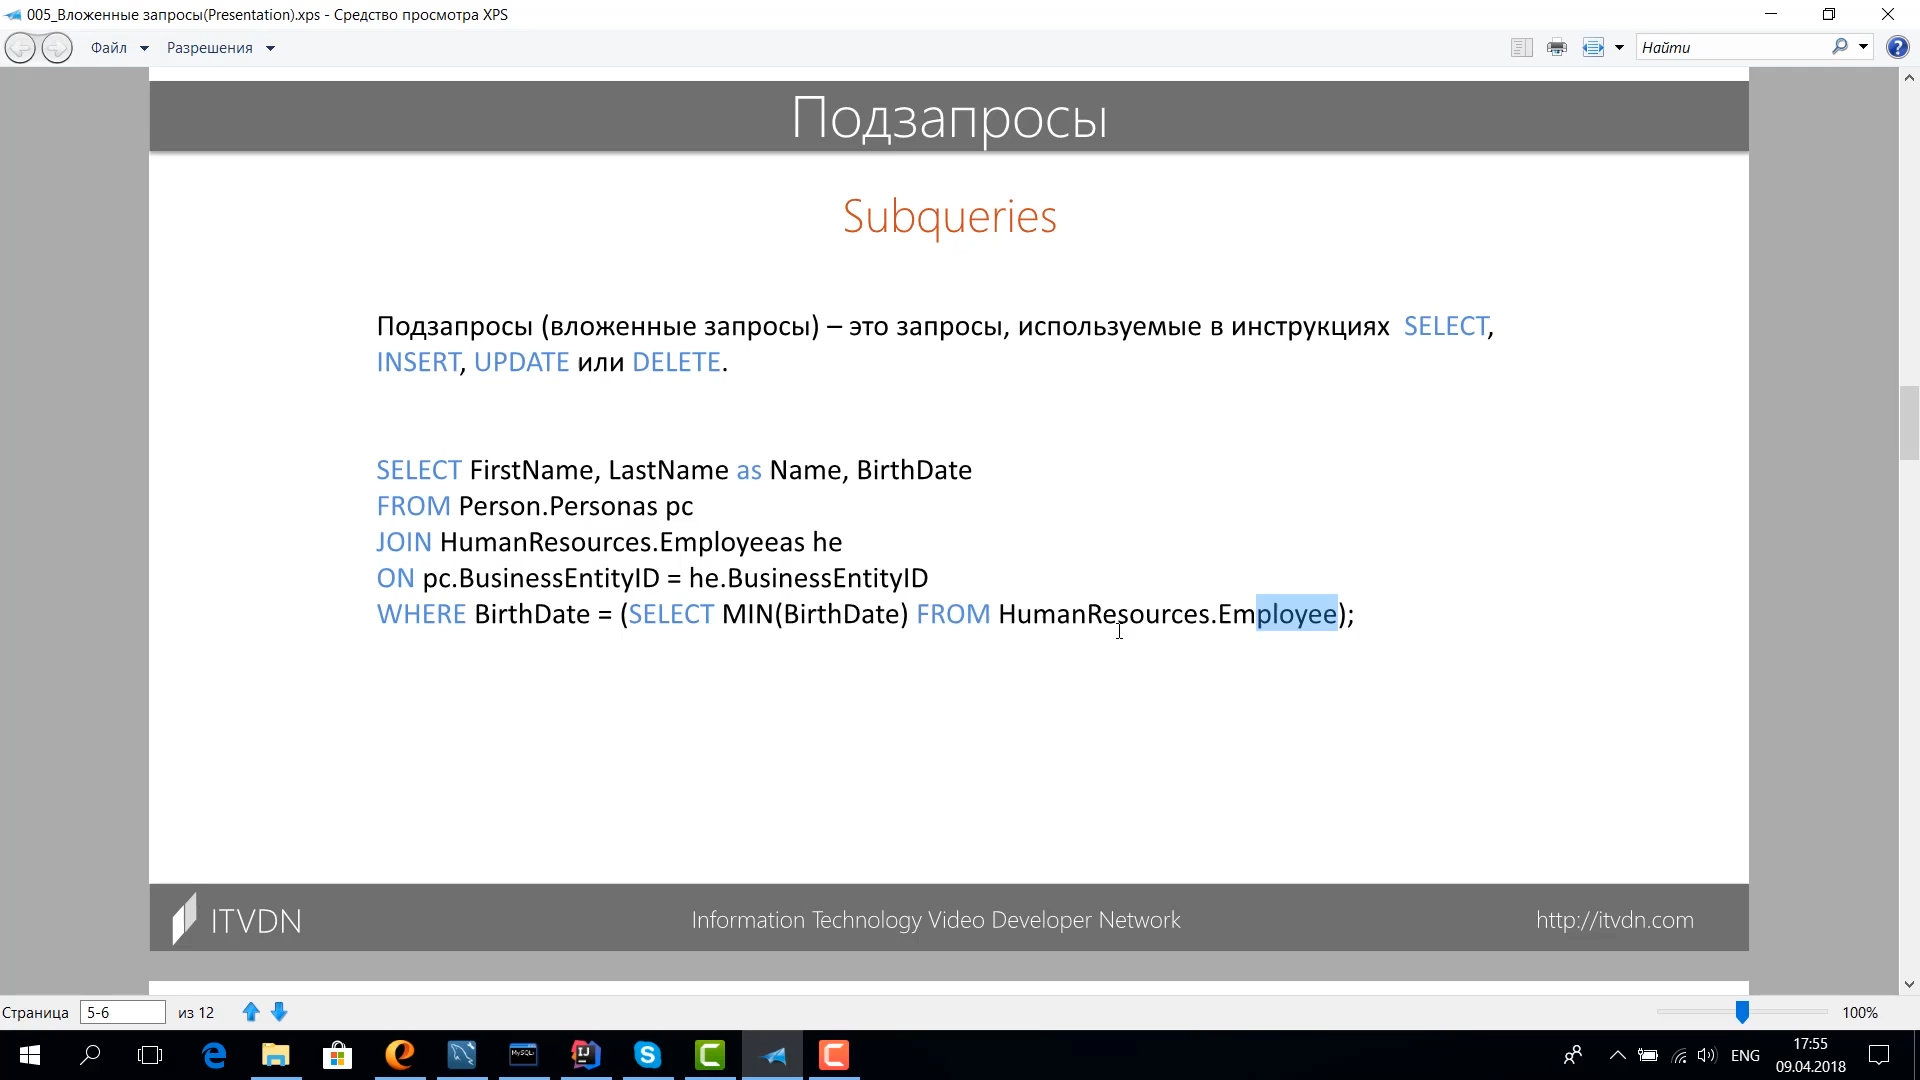 005_Вложенные запросы(Presentation).xps - Средство просмотра XPS
Файл Разрешения Найти
Подзапросы
Subqueries
Подзапросы (вложенные запросы) – это запросы, используемые в инструкциях SELECT,
INSERT, UPDATE или DELETE.
SELECT FirstName, LastName as Name, BirthDate
FROM Person.Personas pc
JOIN HumanResources.Employeeas he
ON pc.BusinessEntityID = he.BusinessEntityID
WHERE BirthDate = (SELECT MIN(BirthDate) FROM HumanResources.Employee);
ITVDN Information Technology Video Developer Network http://itvdn.com
Страница 5-6 из 12 100%
MySQL IJ ENG 17:55
09.04.2018